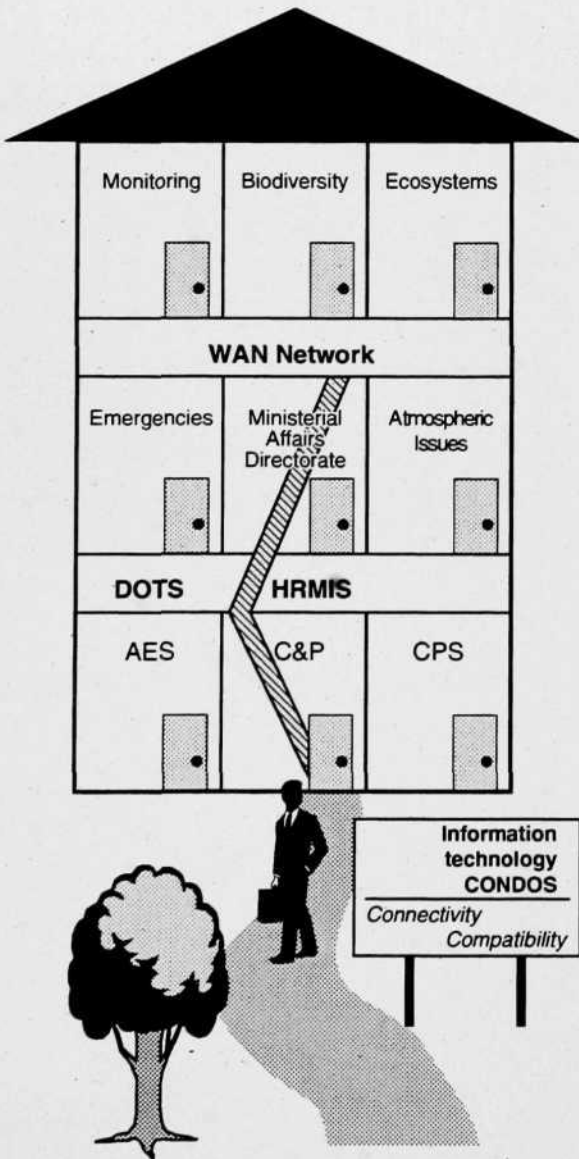 Monitoring Biodiversity Ecosystems
WAN Network
Emergencies
Ministerial
Affairs
Directorate
Atmospheric
Issues
DOTS HRMIS
AES C&P CPS
Information
technology
CONDOS
Connectivity
Compatibility